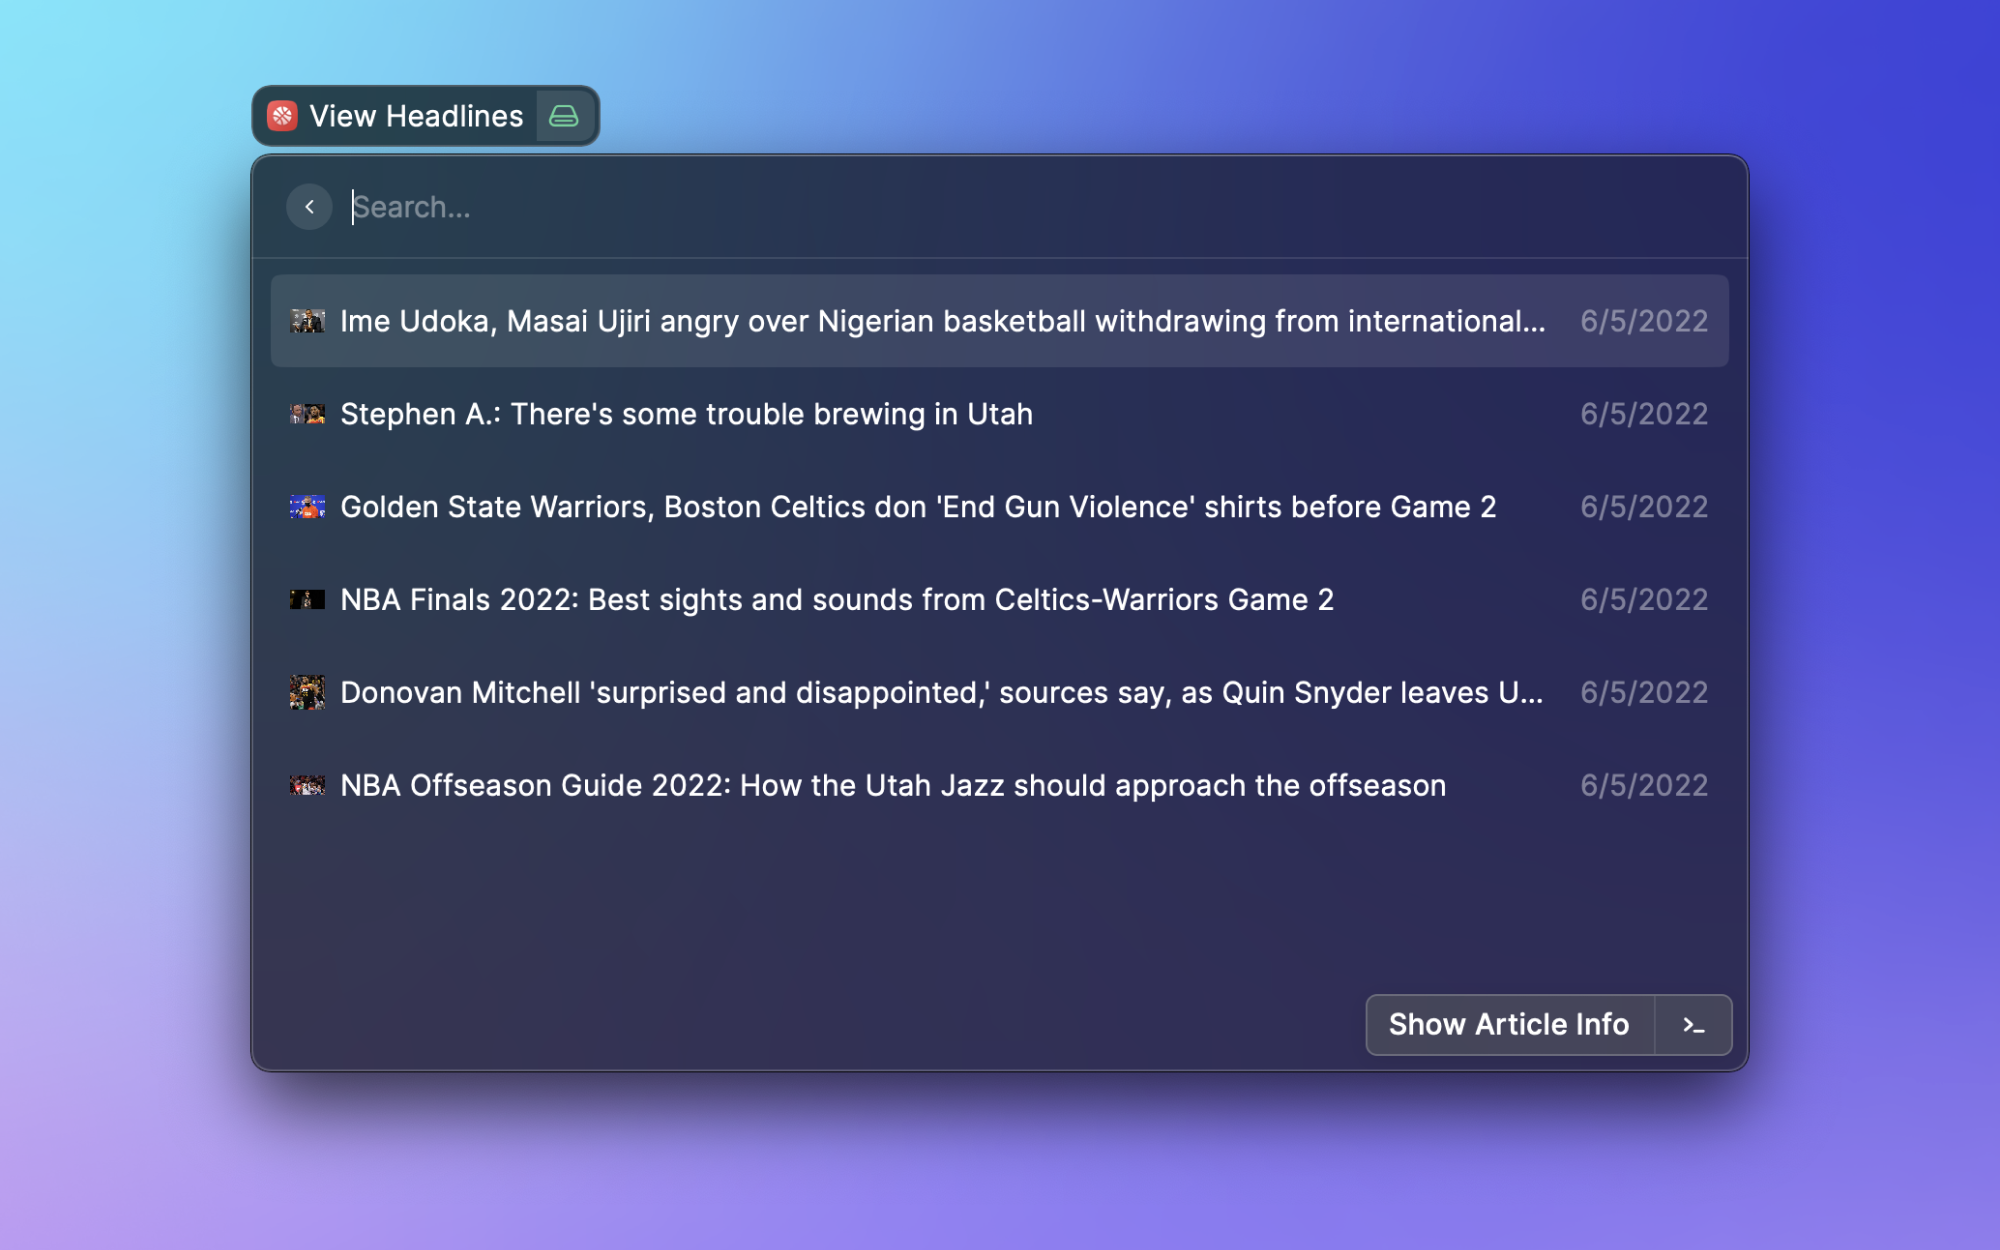 View Headlines
Search...
Ime Udoka, Masai Ujiri angry over Nigerian basketball withdrawing from international... 6/5/2022
Stephen A.: There's some trouble brewing in Utah 6/5/2022
Golden State Warriors, Boston Celtics don 'End Gun Violence' shirts before Game 2 6/5/2022
NBA Finals 2022: Best sights and sounds from Celtics-Warriors Game 2 6/5/2022
Donovan Mitchell 'surprised and disappointed,' sources say, as Quin Snyder leaves U... 6/5/2022
NBA Offseason Guide 2022: How the Utah Jazz should approach the offseason 6/5/2022
Show Article Info